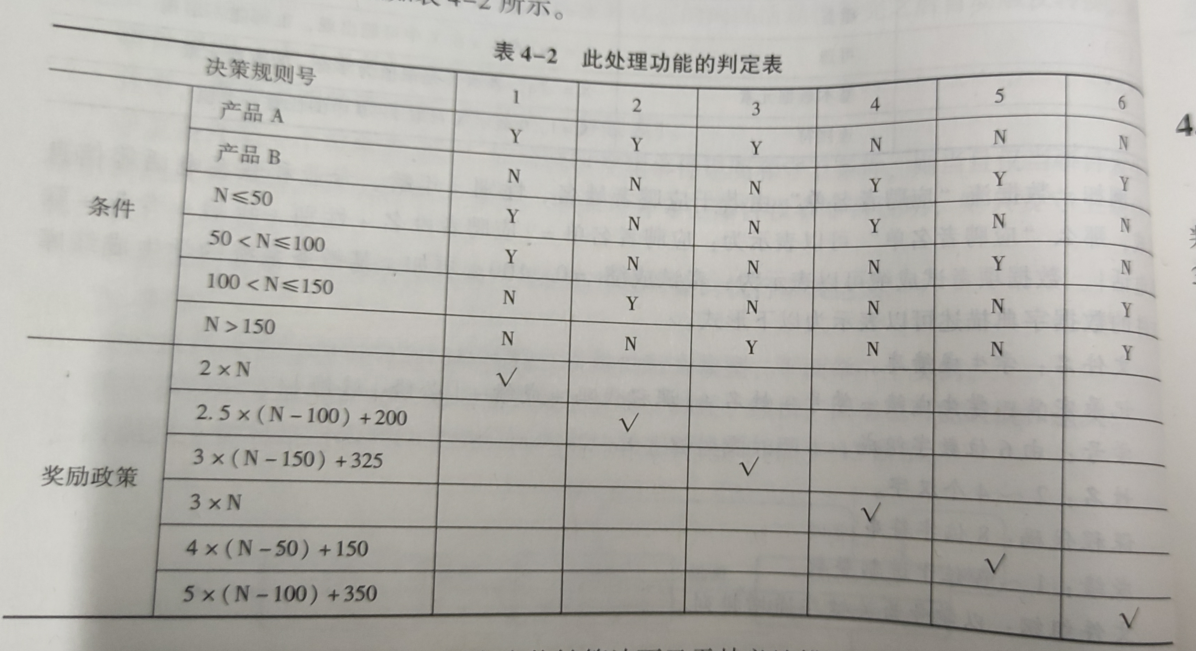 表 4-2 所示。
表 4-2 此处理功能的判定表
决策规则号 1 2 3 4 5 6
条件
产品 A Y Y Y N N N
产品 B N N N Y Y Y
N≤50 Y N N Y N N
50<N≤100 Y N N N Y N
100<N≤150 N Y N N N Y
N>150 N N Y N N Y
奖励政策
2×N √
2.5×(N-100)+200 √
3×(N-150)+325 √
3×N √
4×(N-50)+150 √
5×(N-100)+350 √
4